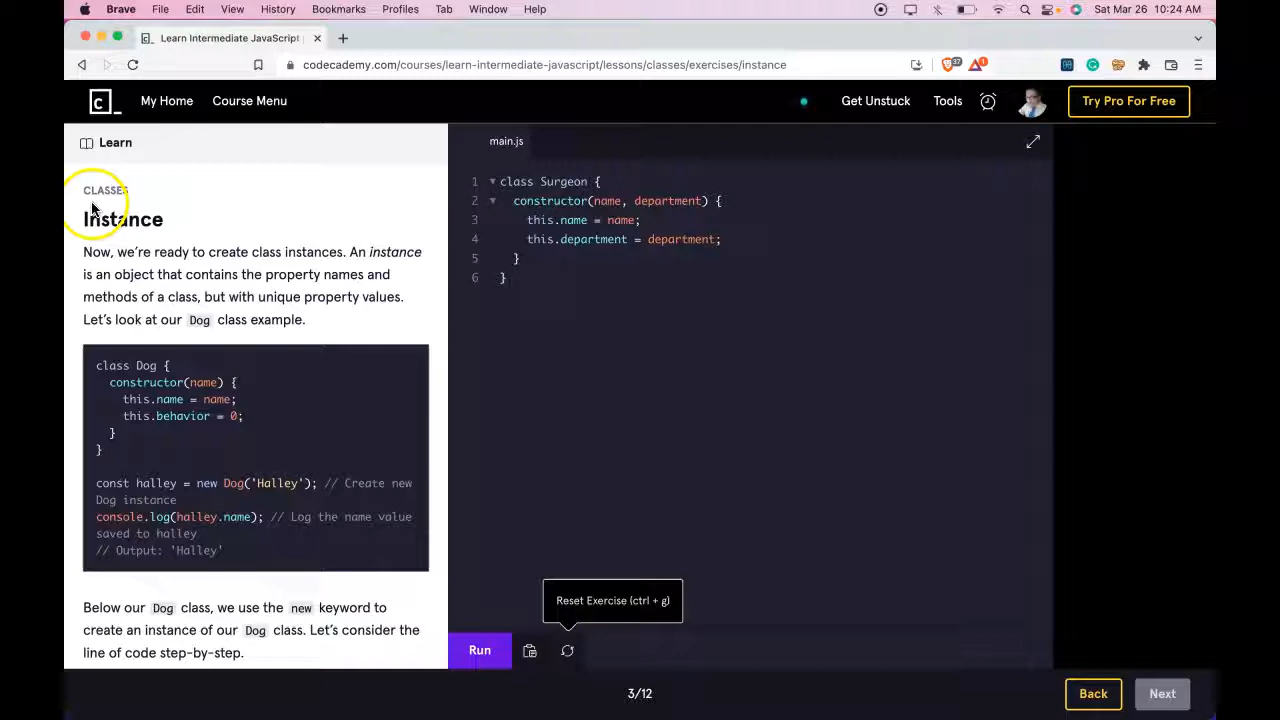 Brave File Edit View History Bookmarks Profiles Tab Window Help Sat Mar 26 10:24 AM
C_ Learn Intermediate JavaScript
codecademy.com/courses/learn-intermediate-javascript/lessons/classes/exercises/instance 37 1
c_ My Home Course Menu Get Unstuck Tools Try Pro For Free
Learn
CLASSES
Instance
Now, we’re ready to create class instances. An instance
is an object that contains the property names and
methods of a class, but with unique property values.
Let’s look at our Dog class example.
class Dog {
constructor(name) {
this.name = name;
this.behavior = 0;
}
}
const halley = new Dog('Halley'); // Create new
Dog instance
console.log(halley.name); // Log the name value
saved to halley
// Output: 'Halley'
Below our Dog class, we use the new keyword to
create an instance of our Dog class. Let’s consider the
line of code step-by-step.
main.js
1 class Surgeon {
2 constructor(name, department) {
3 this.name = name;
4 this.department = department;
5 }
6 }
Reset Exercise (ctrl + g)
Run
3/12
Back
Next